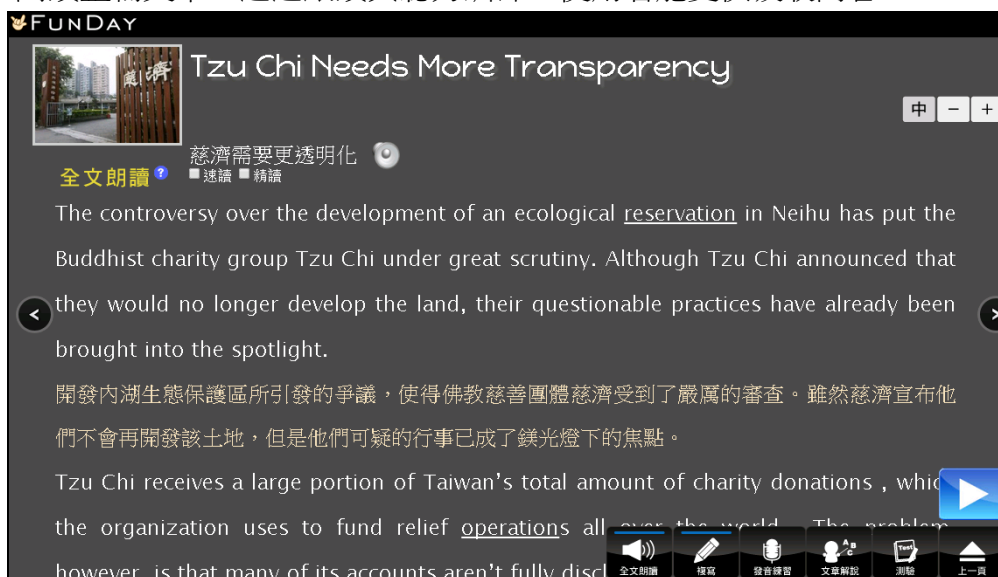 FUNDAY
慈濟
Tzu Chi Needs More Transparency
中 − +
慈濟需要更透明化
全文朗讀 ? 速讀 精讀
The controversy over the development of an ecological reservation in Neihu has put the
Buddhist charity group Tzu Chi under great scrutiny. Although Tzu Chi announced that
they would no longer develop the land, their questionable practices have already been
brought into the spotlight.
開發內湖生態保護區所引發的爭議，使得佛教慈善團體慈濟受到了嚴厲的審查。雖然慈濟宣布他
們不會再開發該土地，但是他們可疑的行事已成了鎂光燈下的焦點。
Tzu Chi receives a large portion of Taiwan's total amount of charity donations , which
the organization uses to fund relief operations all over the world. The problem,
however, is that many of its accounts aren't fully
全文朗讀 複寫 發音練習 文章解說 測驗 上一頁